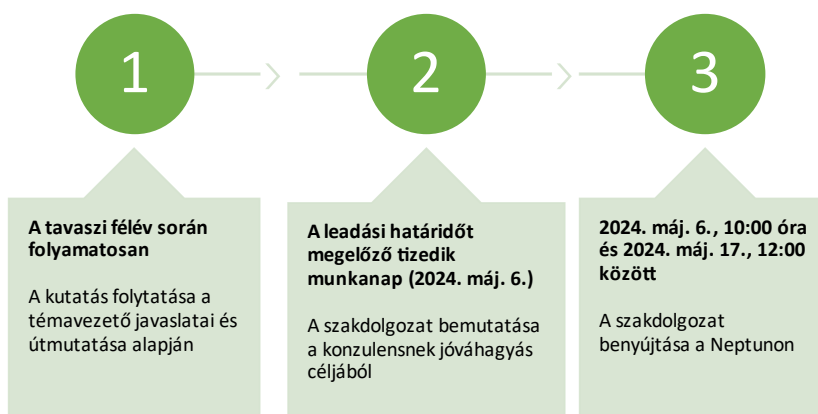 1
2
3
A tavaszi félév során
folyamatosan
A kutatás folytatása a
témavezető javaslatai és
útmutatása alapján
A leadási határidőt
megelőző tizedik
munkanap (2024. máj. 6.)
A szakdolgozat bemutatása
a konzulensnek jóváhagyás
céljából
2024. máj. 6., 10:00 óra
és 2024. máj. 17., 12:00
között
A szakdolgozat
benyújtása a Neptunon